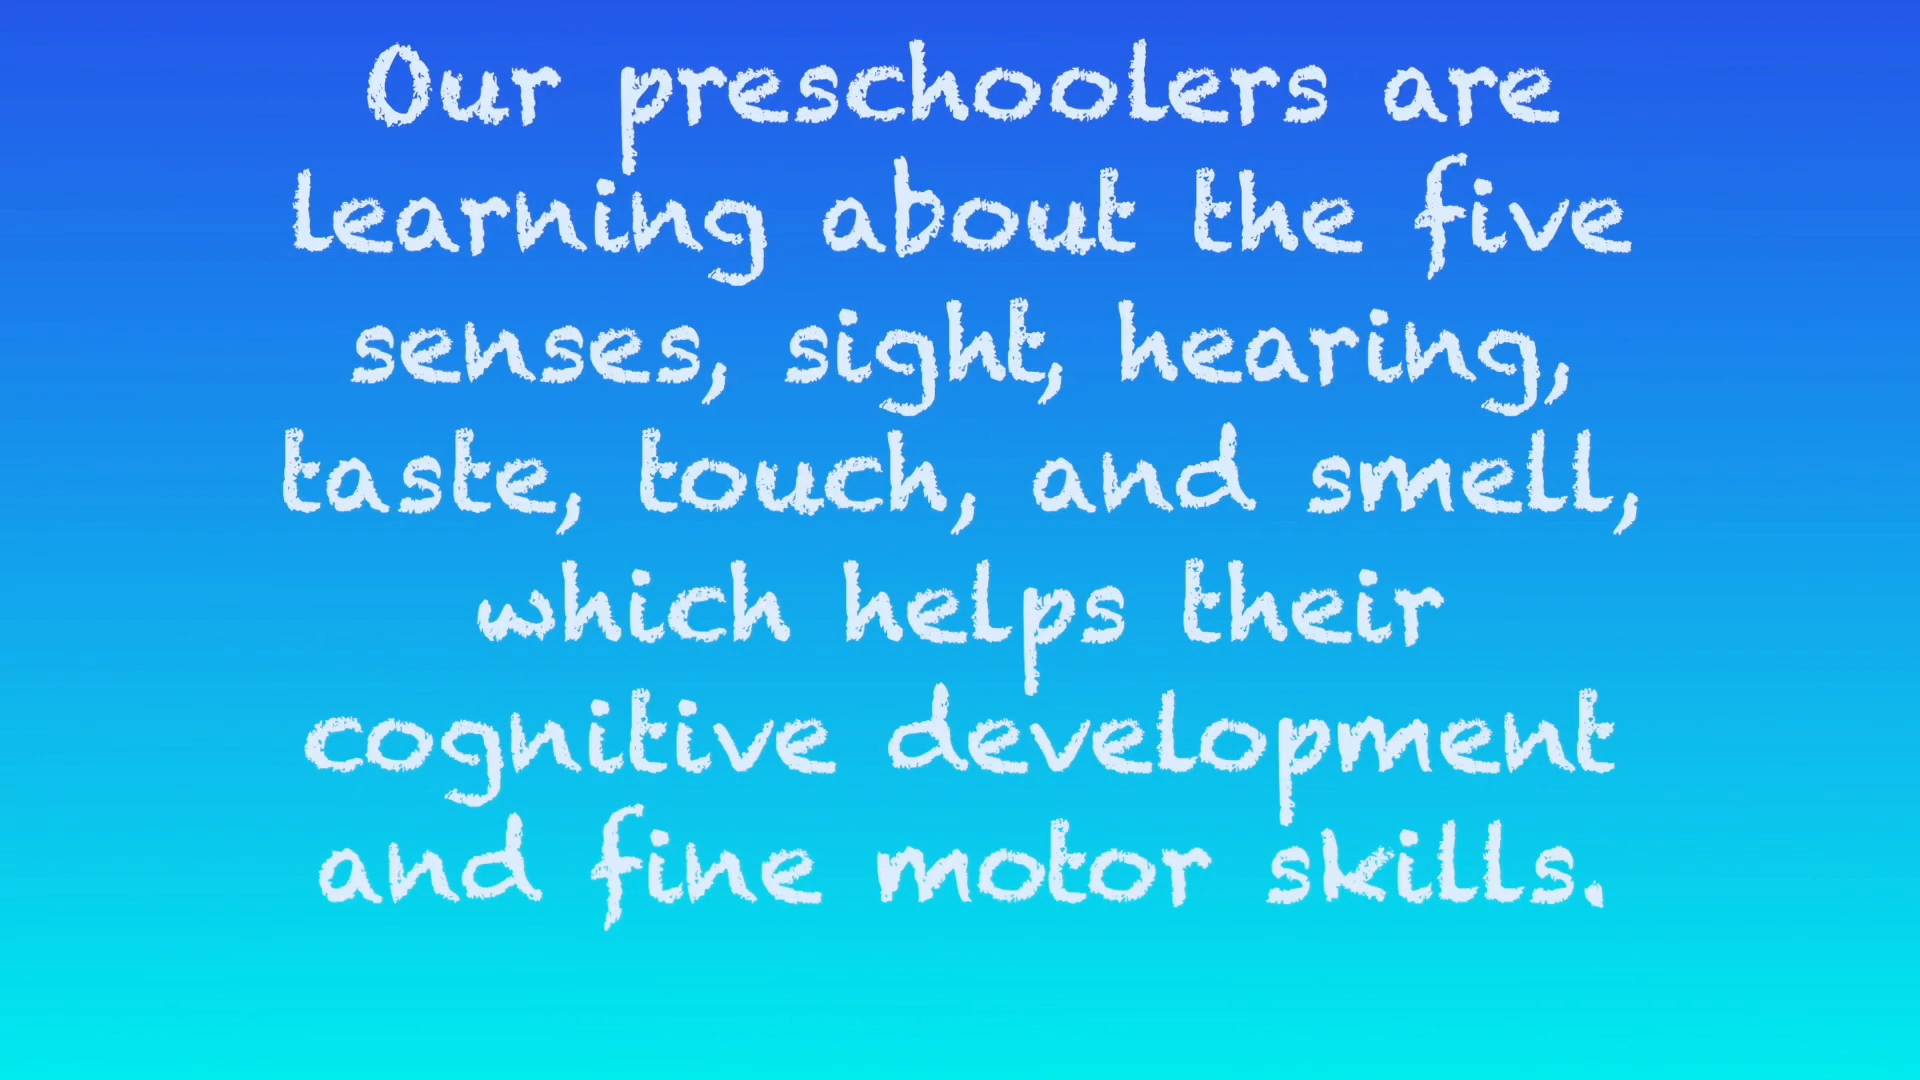 Our preschoolers are
learning about the five
senses, sight, hearing,
taste, touch, and smell,
which helps their
cognitive development
and fine motor skills.